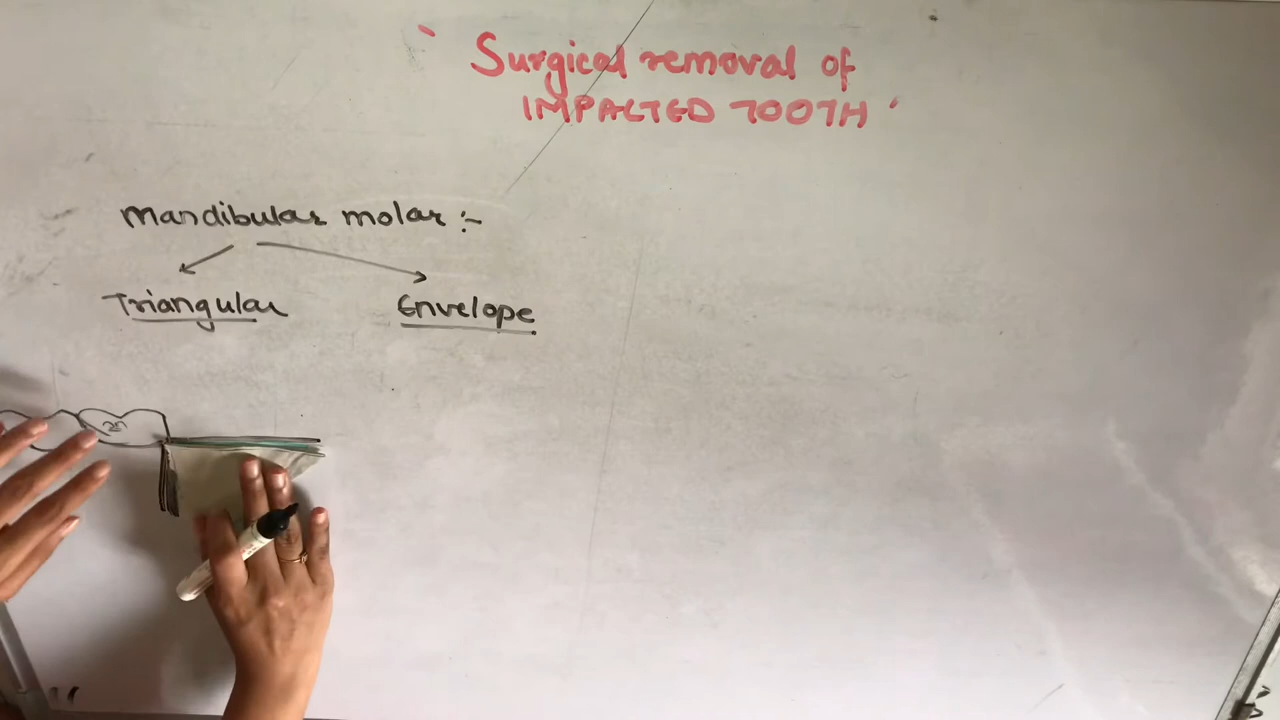 Surgical removal of
IMPACTED TOOTH
Mandibular molar :-
Triangular
Envelope